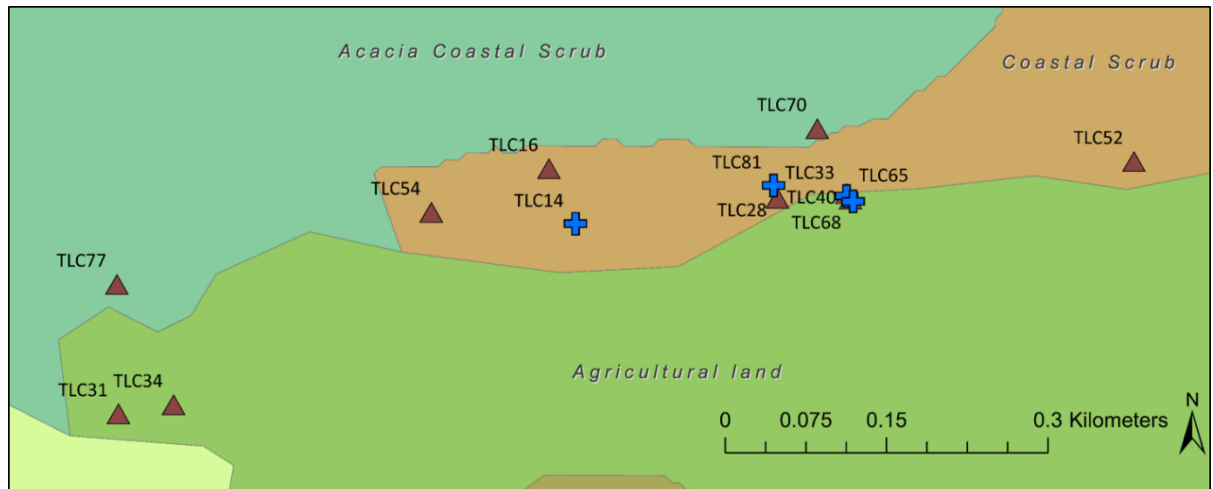 Acacia Coastal Scrub
Coastal Scrub
TLC70
TLC16
TLC52
TLC81
TLC33
TLC65
TLC54
TLC14
TLC28
TLC40
TLC68
TLC77
Agricultural land
TLC34
TLC31
N
0 0.075 0.15 0.3 Kilometers